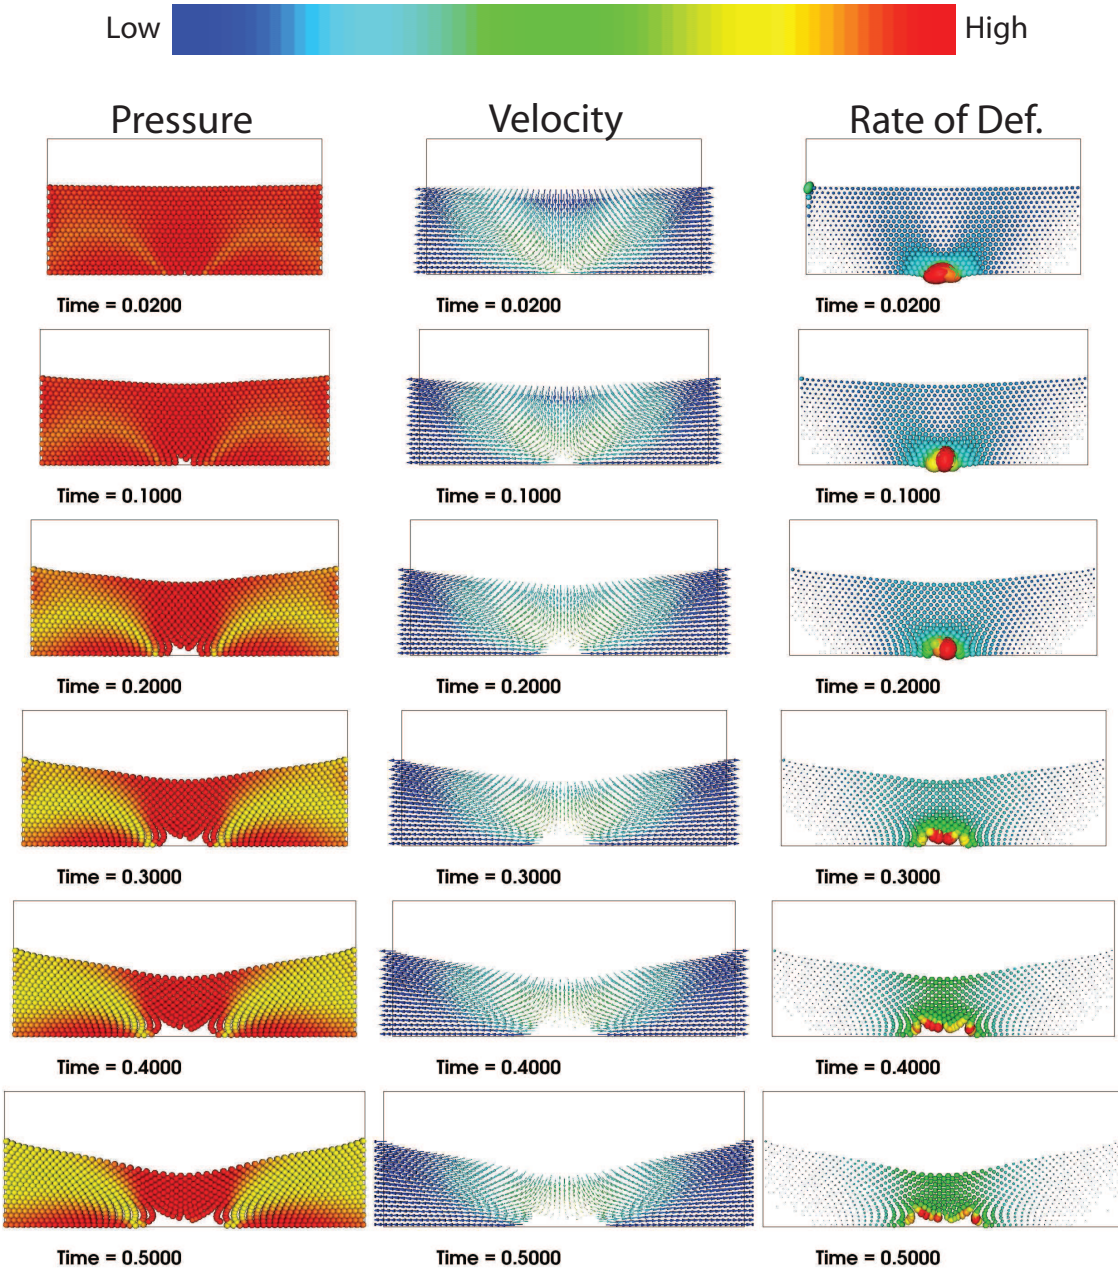 Low High
Pressure Velocity Rate of Def.
Time = 0.0200 Time = 0.0200 Time = 0.0200
Time = 0.1000 Time = 0.1000 Time = 0.1000
Time = 0.2000 Time = 0.2000 Time = 0.2000
Time = 0.3000 Time = 0.3000 Time = 0.3000
Time = 0.4000 Time = 0.4000 Time = 0.4000
Time = 0.5000 Time = 0.5000 Time = 0.5000